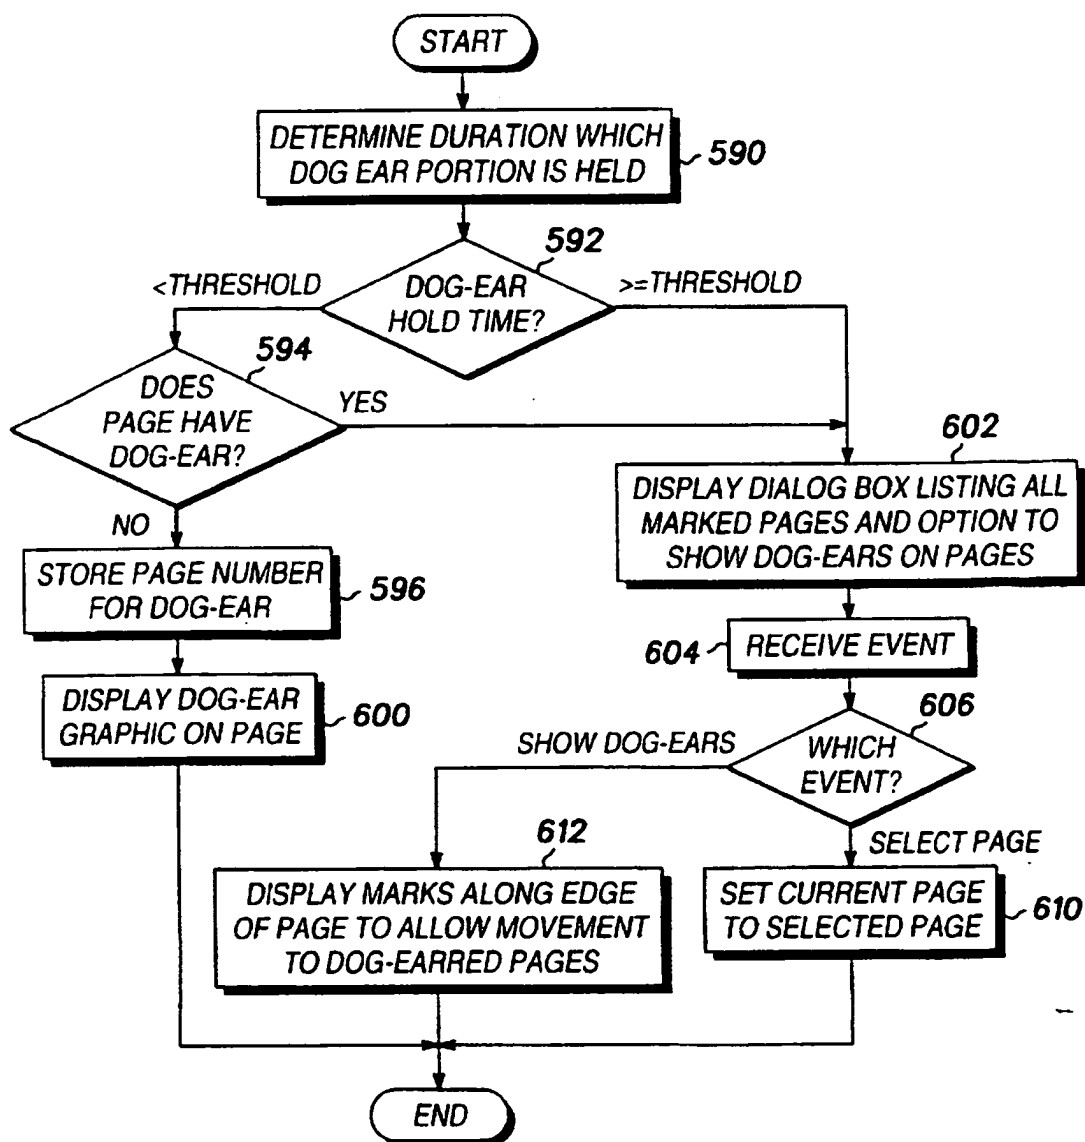 START
DETERMINE DURATION WHICH
DOG EAR PORTION IS HELD
590
592
<THRESHOLD
DOG-EAR
HOLD TIME?
>=THRESHOLD
594
DOES
PAGE HAVE
DOG-EAR?
YES
NO
602
DISPLAY DIALOG BOX LISTING ALL
MARKED PAGES AND OPTION TO
SHOW DOG-EARS ON PAGES
STORE PAGE NUMBER
FOR DOG-EAR
596
604
RECEIVE EVENT
DISPLAY DOG-EAR
GRAPHIC ON PAGE
600
606
SHOW DOG-EARS
WHICH
EVENT?
SELECT PAGE
612
DISPLAY MARKS ALONG EDGE
OF PAGE TO ALLOW MOVEMENT
TO DOG-EARRED PAGES
SET CURRENT PAGE
TO SELECTED PAGE
610
END